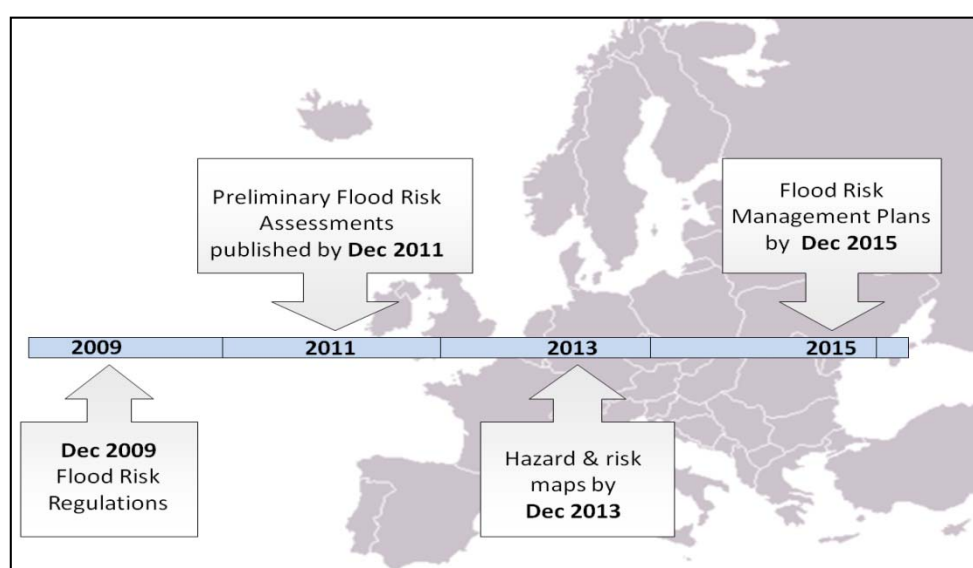 Preliminary Flood Risk
Assessments
published by Dec 2011
Flood Risk
Management Plans
by Dec 2015
2009
2011
2013
2015
Dec 2009
Flood Risk
Regulations
Hazard & risk
maps by
Dec 2013